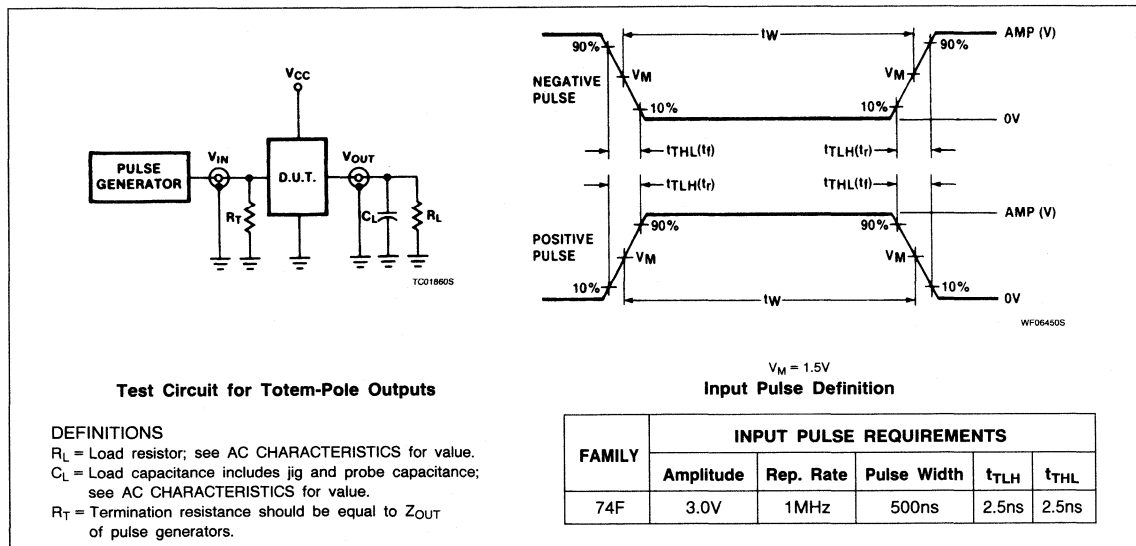 VCC
PULSE
GENERATOR
VIN
RT
D.U.T.
VOUT
CL
RL
TC01860S
Test Circuit for Totem-Pole Outputs
DEFINITIONS
RL = Load resistor; see AC CHARACTERISTICS for value.
CL = Load capacitance includes jig and probe capacitance;
see AC CHARACTERISTICS for value.
RT = Termination resistance should be equal to ZOUT
of pulse generators.
90%
tW
90%
AMP (V)
NEGATIVE
PULSE
VM
VM
10%
10%
0V
tTHL(tf)
tTLH(tr)
tTLH(tr)
tTHL(tf)
AMP (V)
90%
90%
POSITIVE
PULSE
VM
VM
10%
10%
tW
0V
WF06450S
VM = 1.5V
Input Pulse Definition
FAMILY
INPUT PULSE REQUIREMENTS
Amplitude Rep. Rate Pulse Width tTLH tTHL
74F 3.0V 1MHz 500ns 2.5ns 2.5ns